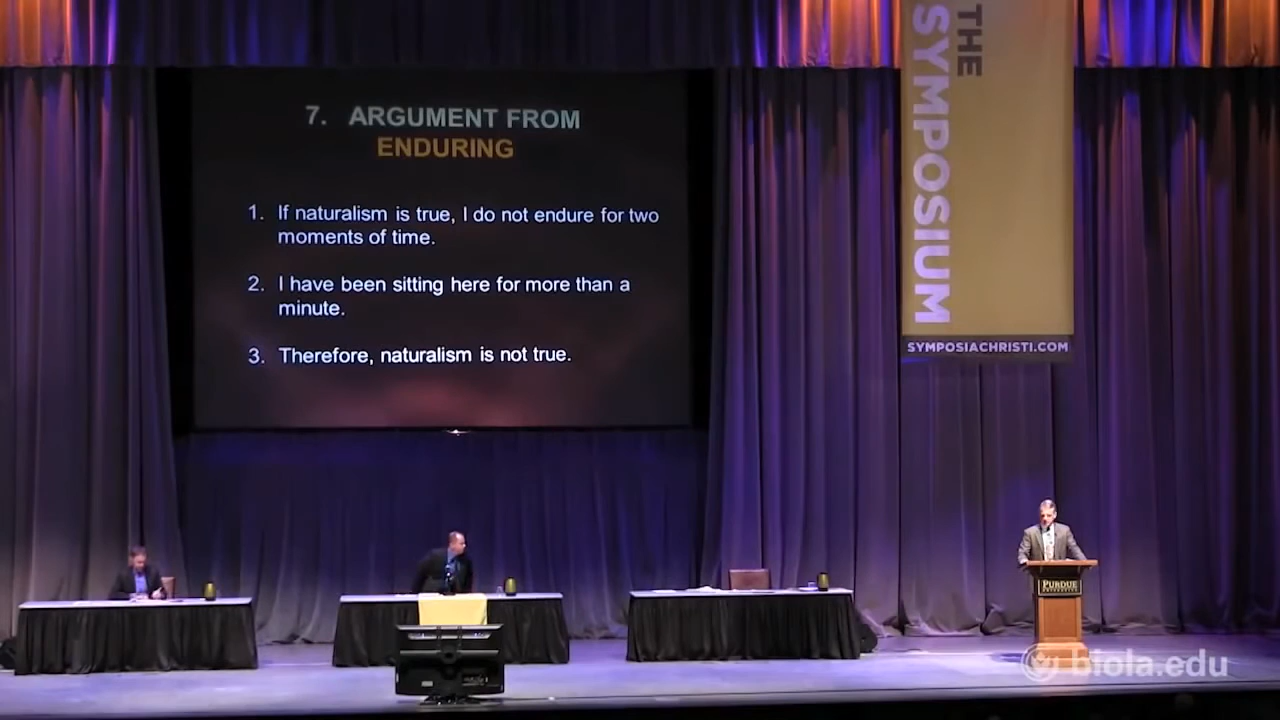 7. ARGUMENT FROM
ENDURING
1. If naturalism is true, I do not endure for two
moments of time.
2. I have been sitting here for more than a
minute.
3. Therefore, naturalism is not true.
THE
SYMPOSIUM
SYMPOSIACHRISTI.COM
PURDUE
biola.edu